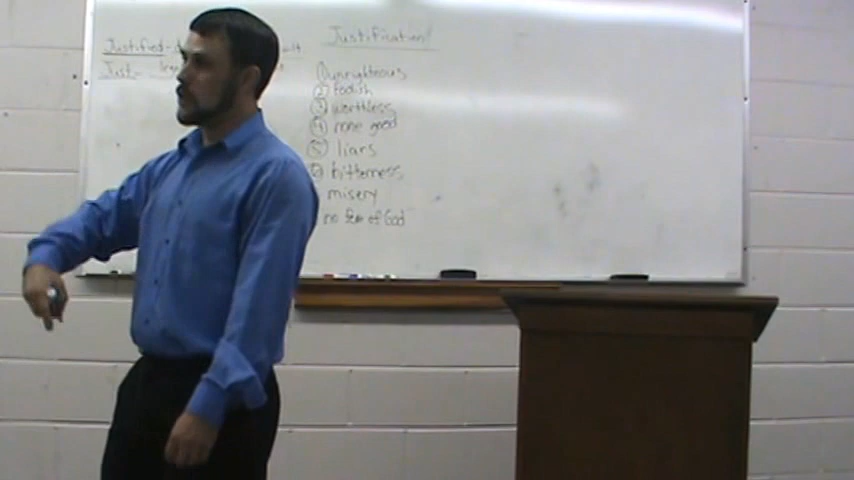 Justified -
Just -
Justification!
① unrighteous
② foolish
③ worthless
④ none good
⑤ liars
⑥ bitterness
misery
no fear of God